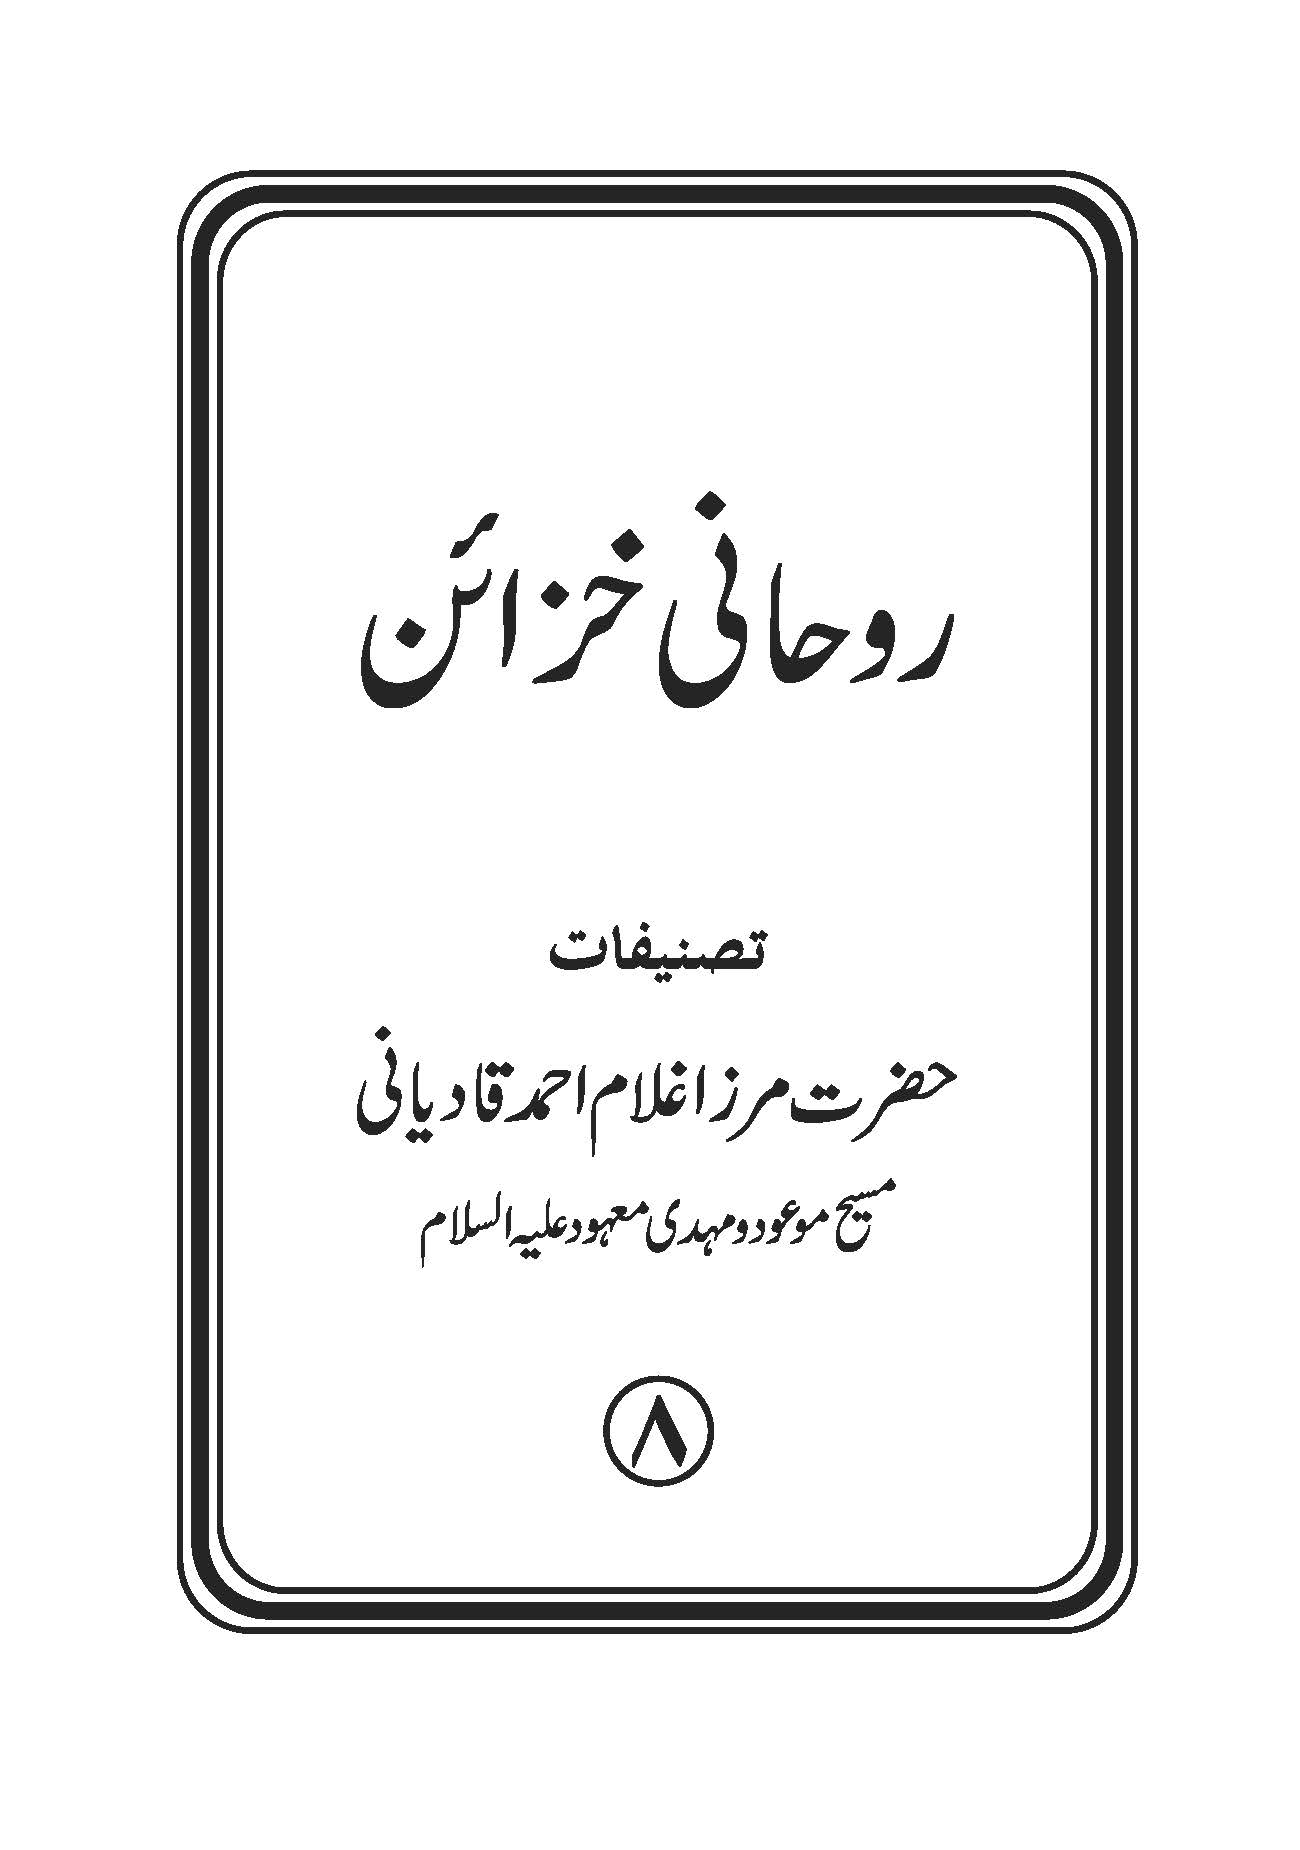 روحانی خزائن
تصنیفات
حضرت مرزا غلام احمد قادیانی
مسیح موعود و مہدی معہود علیہ السلام
۸